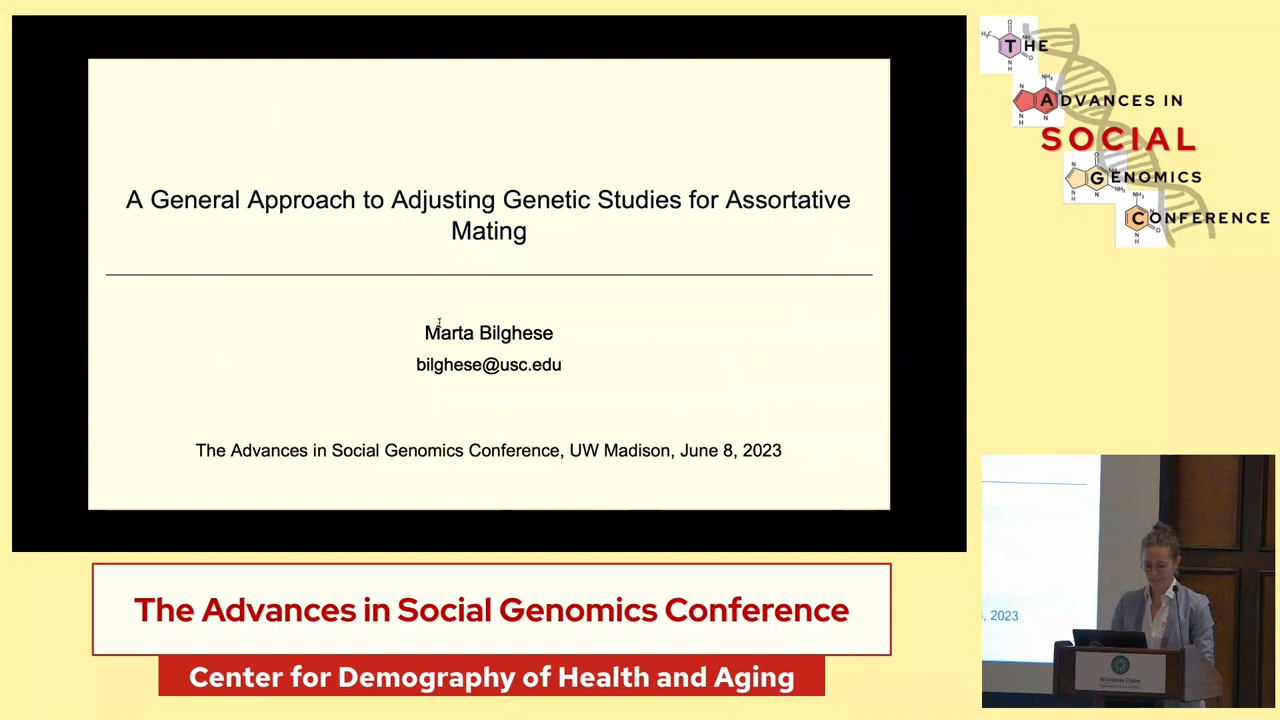 A General Approach to Adjusting Genetic Studies for Assortative
Mating
Marta Bilghese
bilghese@usc.edu
The Advances in Social Genomics Conference, UW Madison, June 8, 2023
THE
ADVANCES IN
SOCIAL
GENOMICS
CONFERENCE
, 2023
Wisconsin Union
The Advances in Social Genomics Conference
Center for Demography of Health and Aging